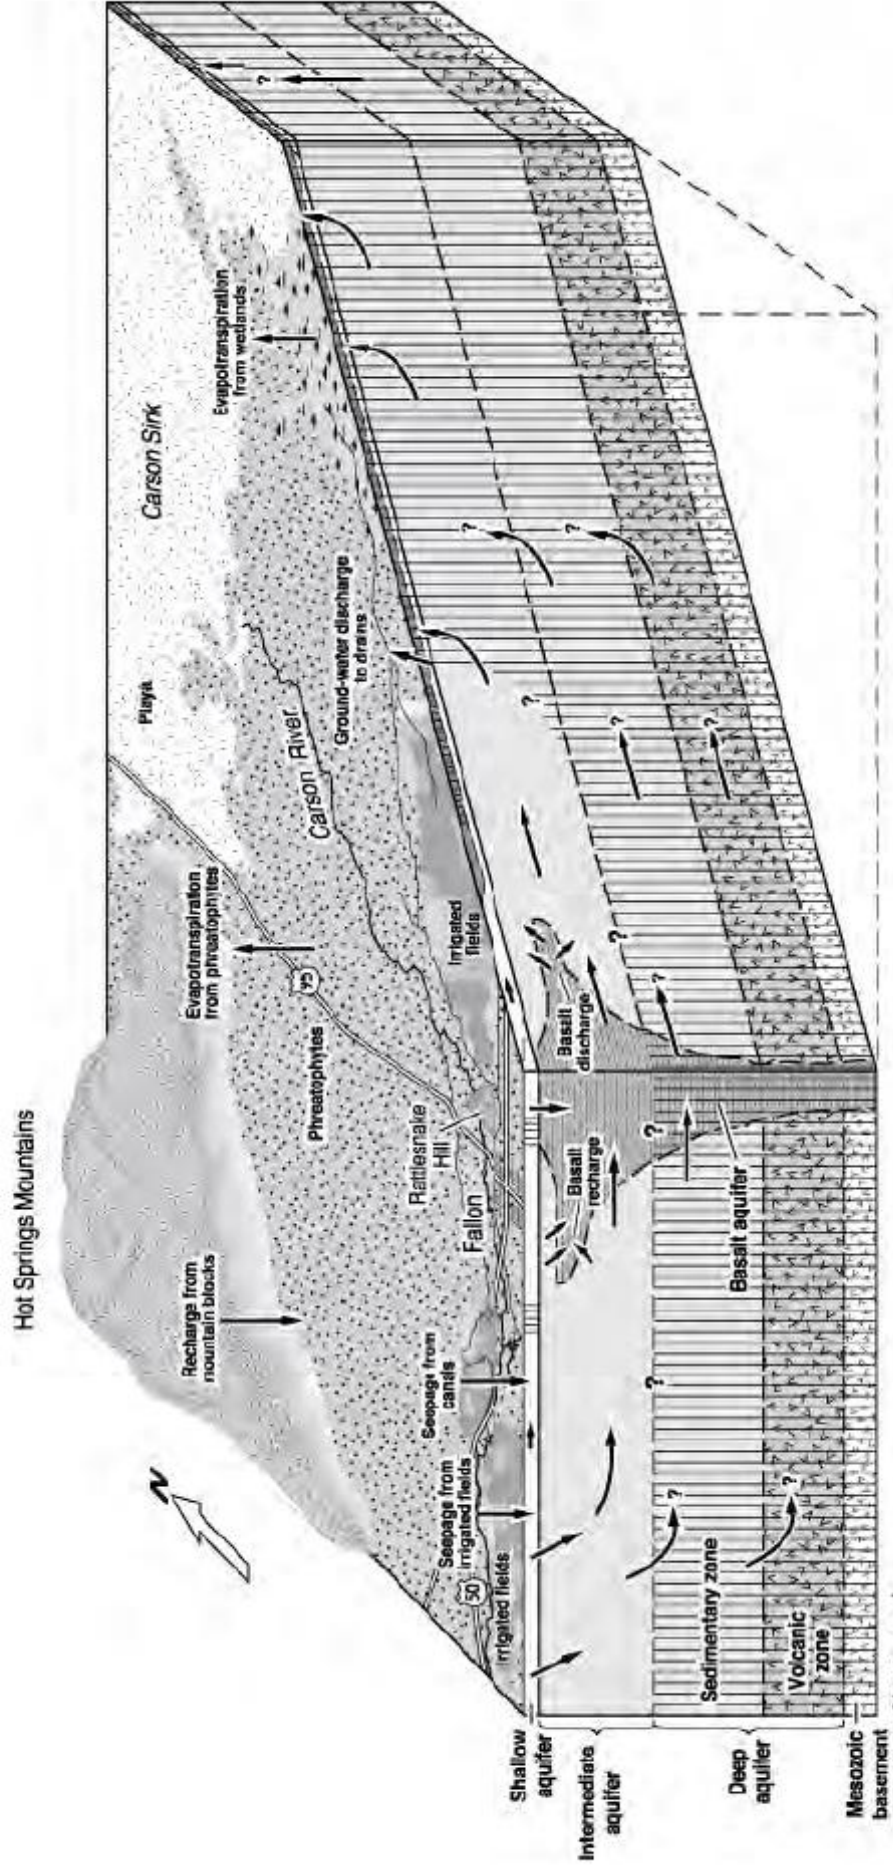 Hot Springs Mountains
N
Recharge from
mountain blocks
Evapotranspiration
from phreatophytes
Playa
Carson Sink
Evapotranspiration
from wetlands
Phreatophytes
95
Carson River
Ground-water discharge
to drains
Rattlesnake
Hill
Fallon
Irrigated
fields
Seepage from
canals
Seepage from
irrigated fields
50
Irrigated fields
Basalt
recharge
Basalt
discharge
Basalt aquifer
Sedimentary zone
Volcanic
zone
Shallow
aquifer
Intermediate
aquifer
Deep
aquifer
Mesozoic
basement
?
?
?
?
?
?
?
?
?
?
?
?
?